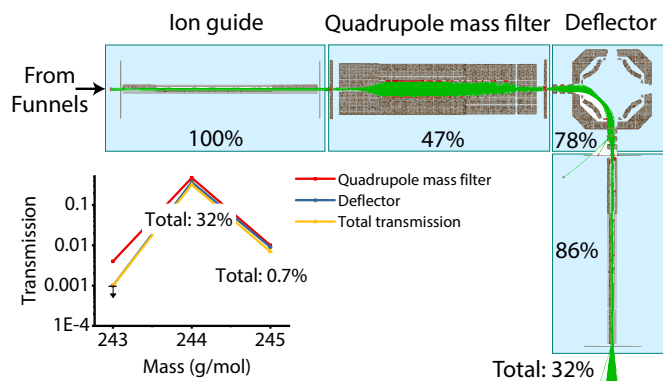 Ion guide
Quadrupole mass filter
Deflector
From
Funnels
100%
47%
78%
86%
Total: 32%
Transmission
0.1
0.01
0.001
1E-4
243
244
245
Mass (g/mol)
Quadrupole mass filter
Deflector
Total transmission
Total: 32%
Total: 0.7%